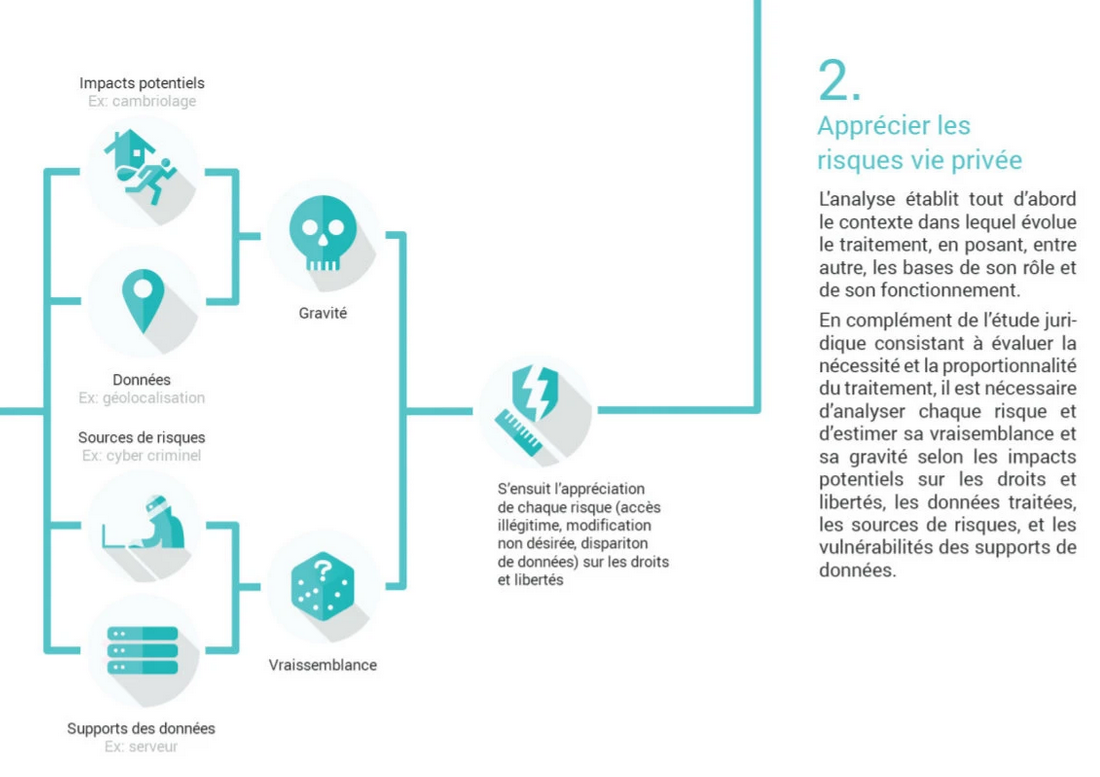 Impacts potentiels
Ex: cambriolage
Données
Ex: géolocalisation
Sources de risques
Ex: cyber criminel
Supports des données
Ex: serveur
Gravité
?
Vraissemblance
S'ensuit l'appréciation
de chaque risque (accès
illégitime, modification
non désirée, dispariton
de données) sur les droits
et libertés
2.
Apprécier les
risques vie privée
L'analyse établit tout d'abord
le contexte dans lequel évolue
le traitement, en posant, entre
autre, les bases de son rôle et
de son fonctionnement.
En complément de l'étude juri-
dique consistant à évaluer la
nécessité et la proportionnalité
du traitement, il est nécessaire
d'analyser chaque risque et
d'estimer sa vraisemblance et
sa gravité selon les impacts
potentiels sur les droits et
libertés, les données traitées,
les sources de risques, et les
vulnérabilités des supports de
données.